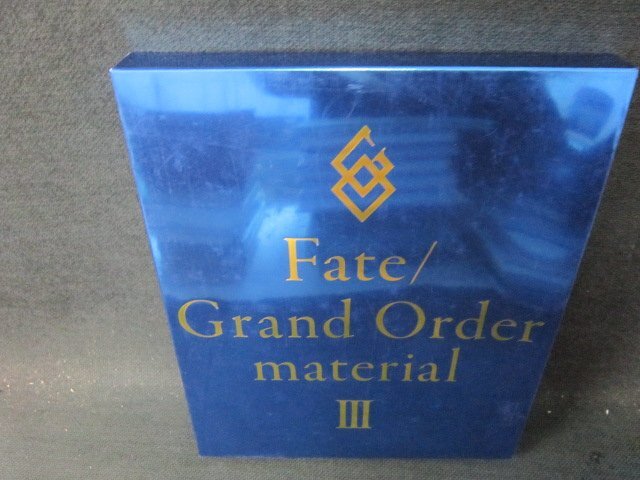 Fate/
Grand Order
material
III